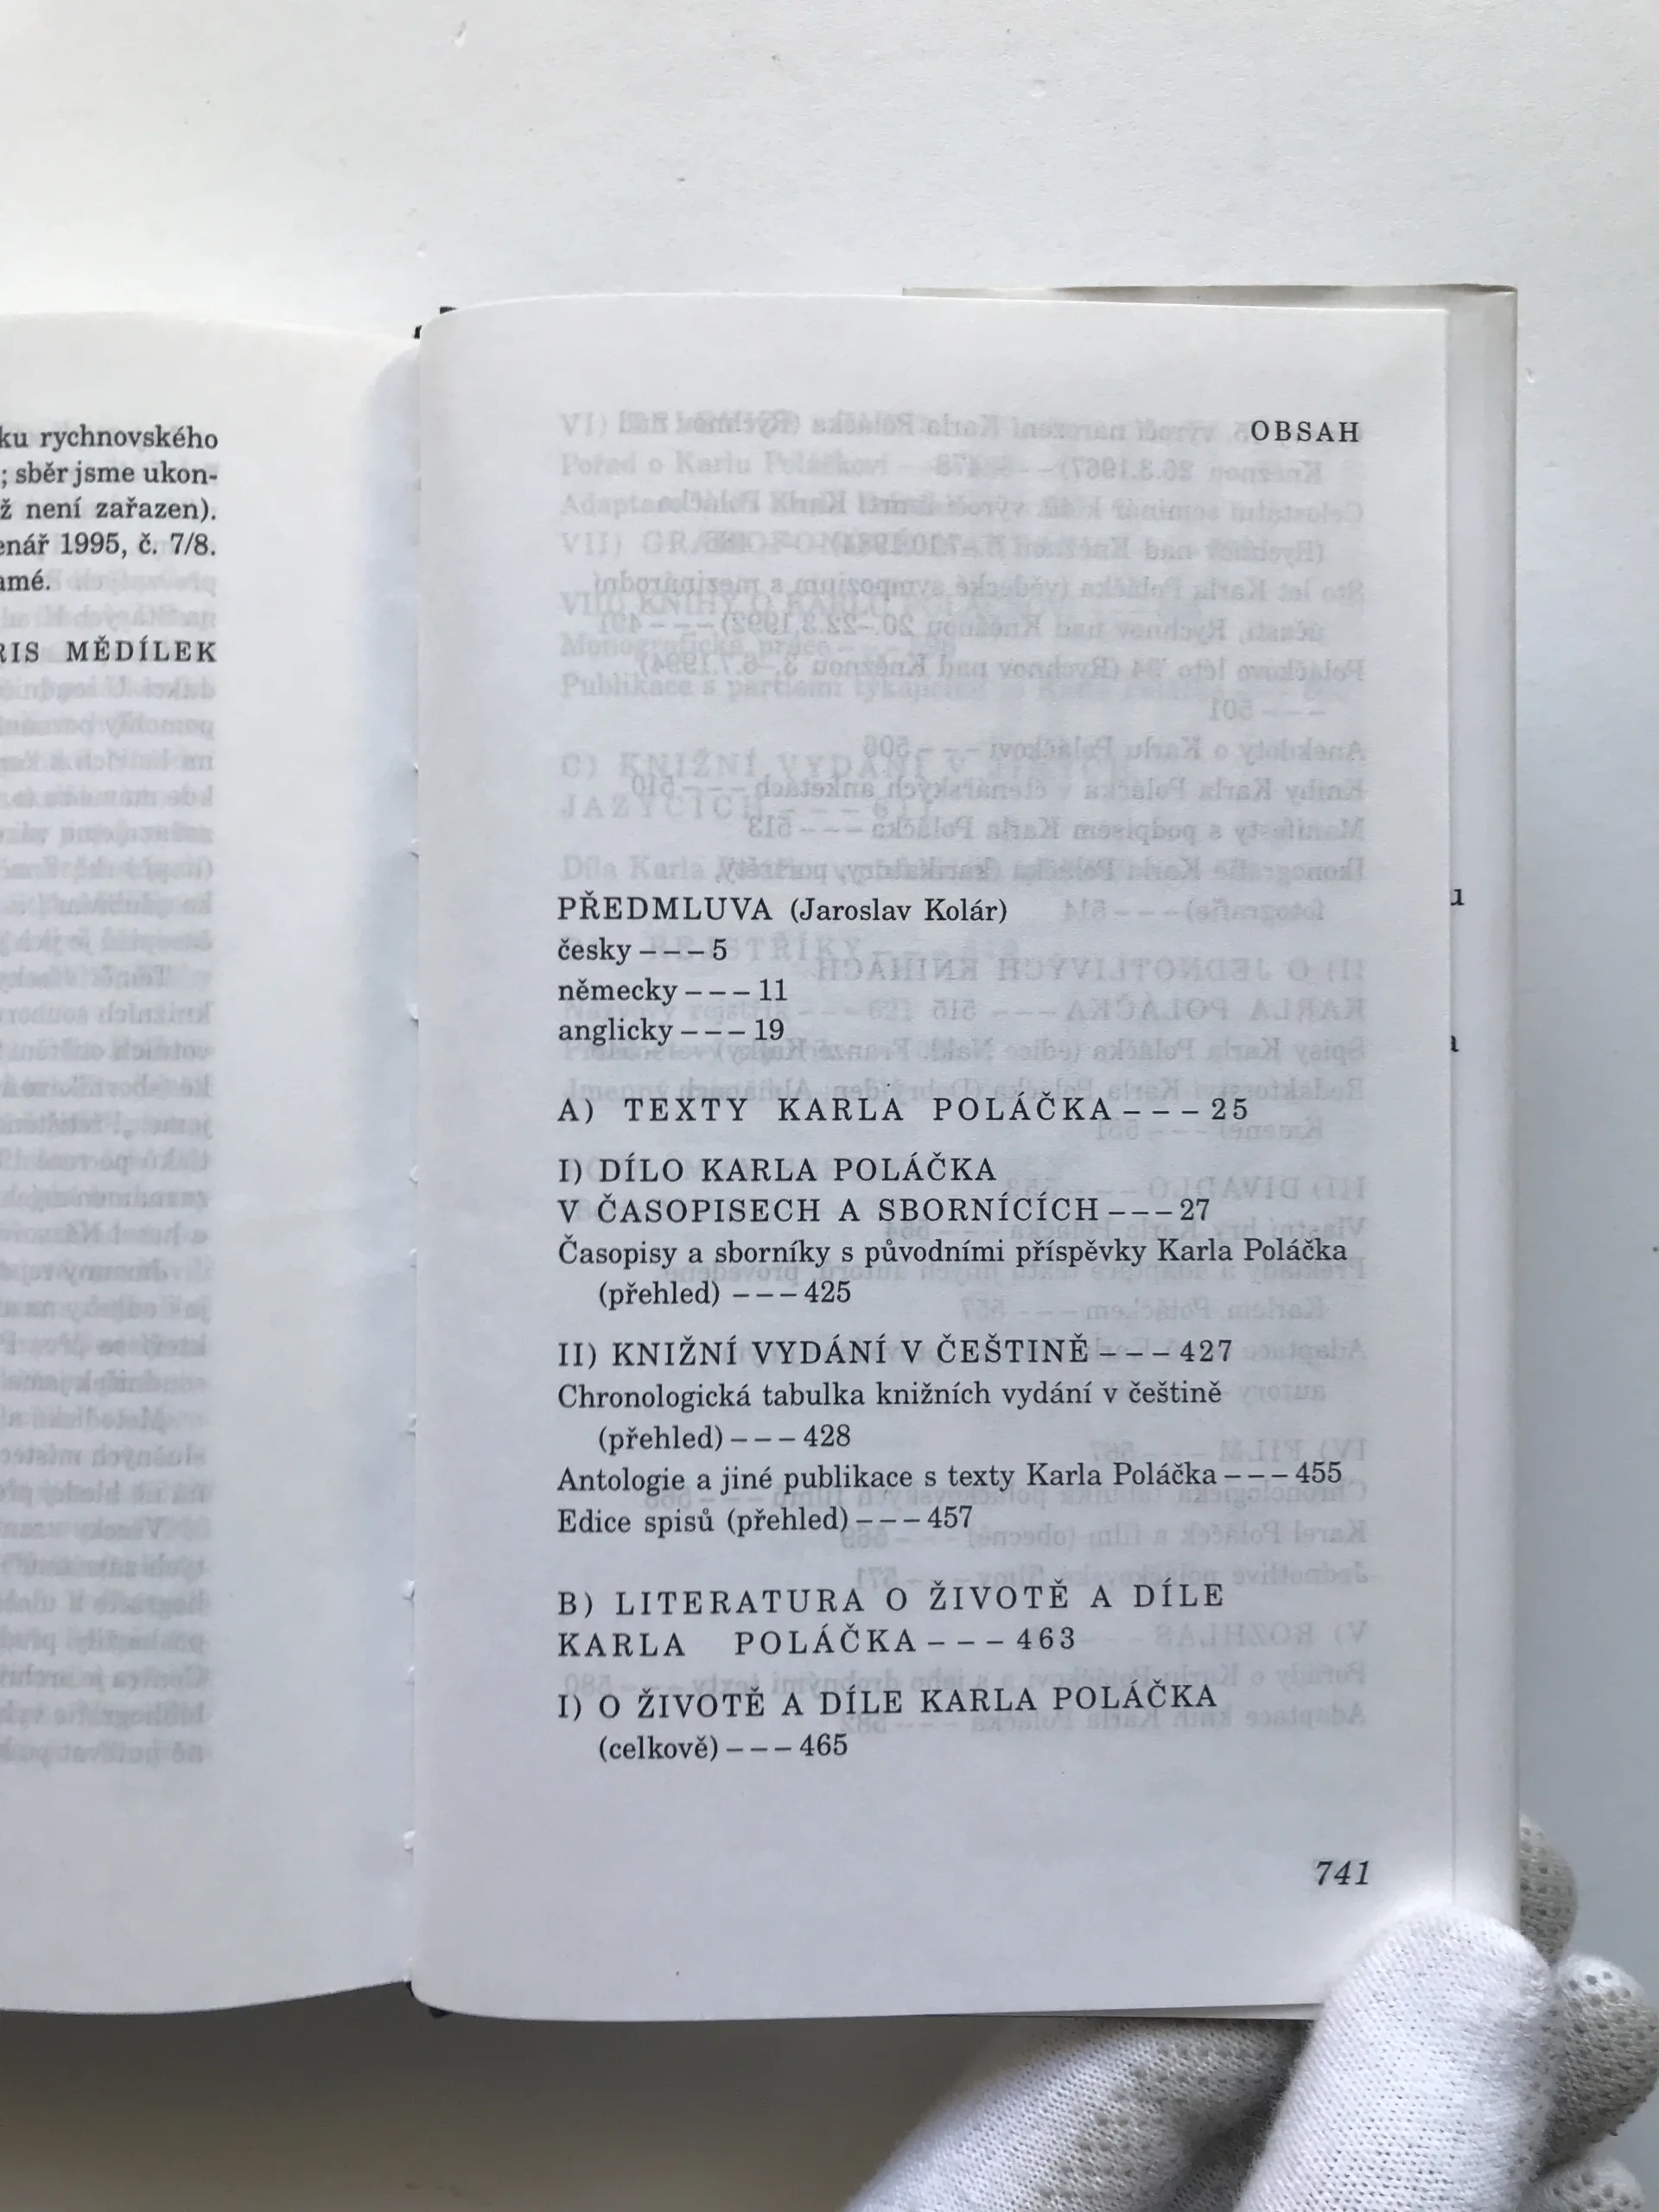 ku rychnovského
; sběr jsme ukon-
ž není zařazen).
enář 1995, č. 7/8.
amé.
RIS MĚDÍLEK
OBSAH
PŘEDMLUVA (Jaroslav Kolár)
česky – – – 5
německy – – – 11
anglicky – – – 19
A) TEXTY KARLA POLÁČKA – – – 25
I) DÍLO KARLA POLÁČKA
V ČASOPISECH A SBORNÍCÍCH – – – 27
Časopisy a sborníky s původními příspěvky Karla Poláčka
(přehled) – – – 425
II) KNIŽNÍ VYDÁNÍ V ČEŠTINĚ – – – 427
Chronologická tabulka knižních vydání v češtině
(přehled) – – – 428
Antologie a jiné publikace s texty Karla Poláčka – – – 455
Edice spisů (přehled) – – – 457
B) LITERATURA O ŽIVOTĚ A DÍLE
KARLA POLÁČKA – – – 463
I) O ŽIVOTĚ A DÍLE KARLA POLÁČKA
(celkově) – – – 465
741